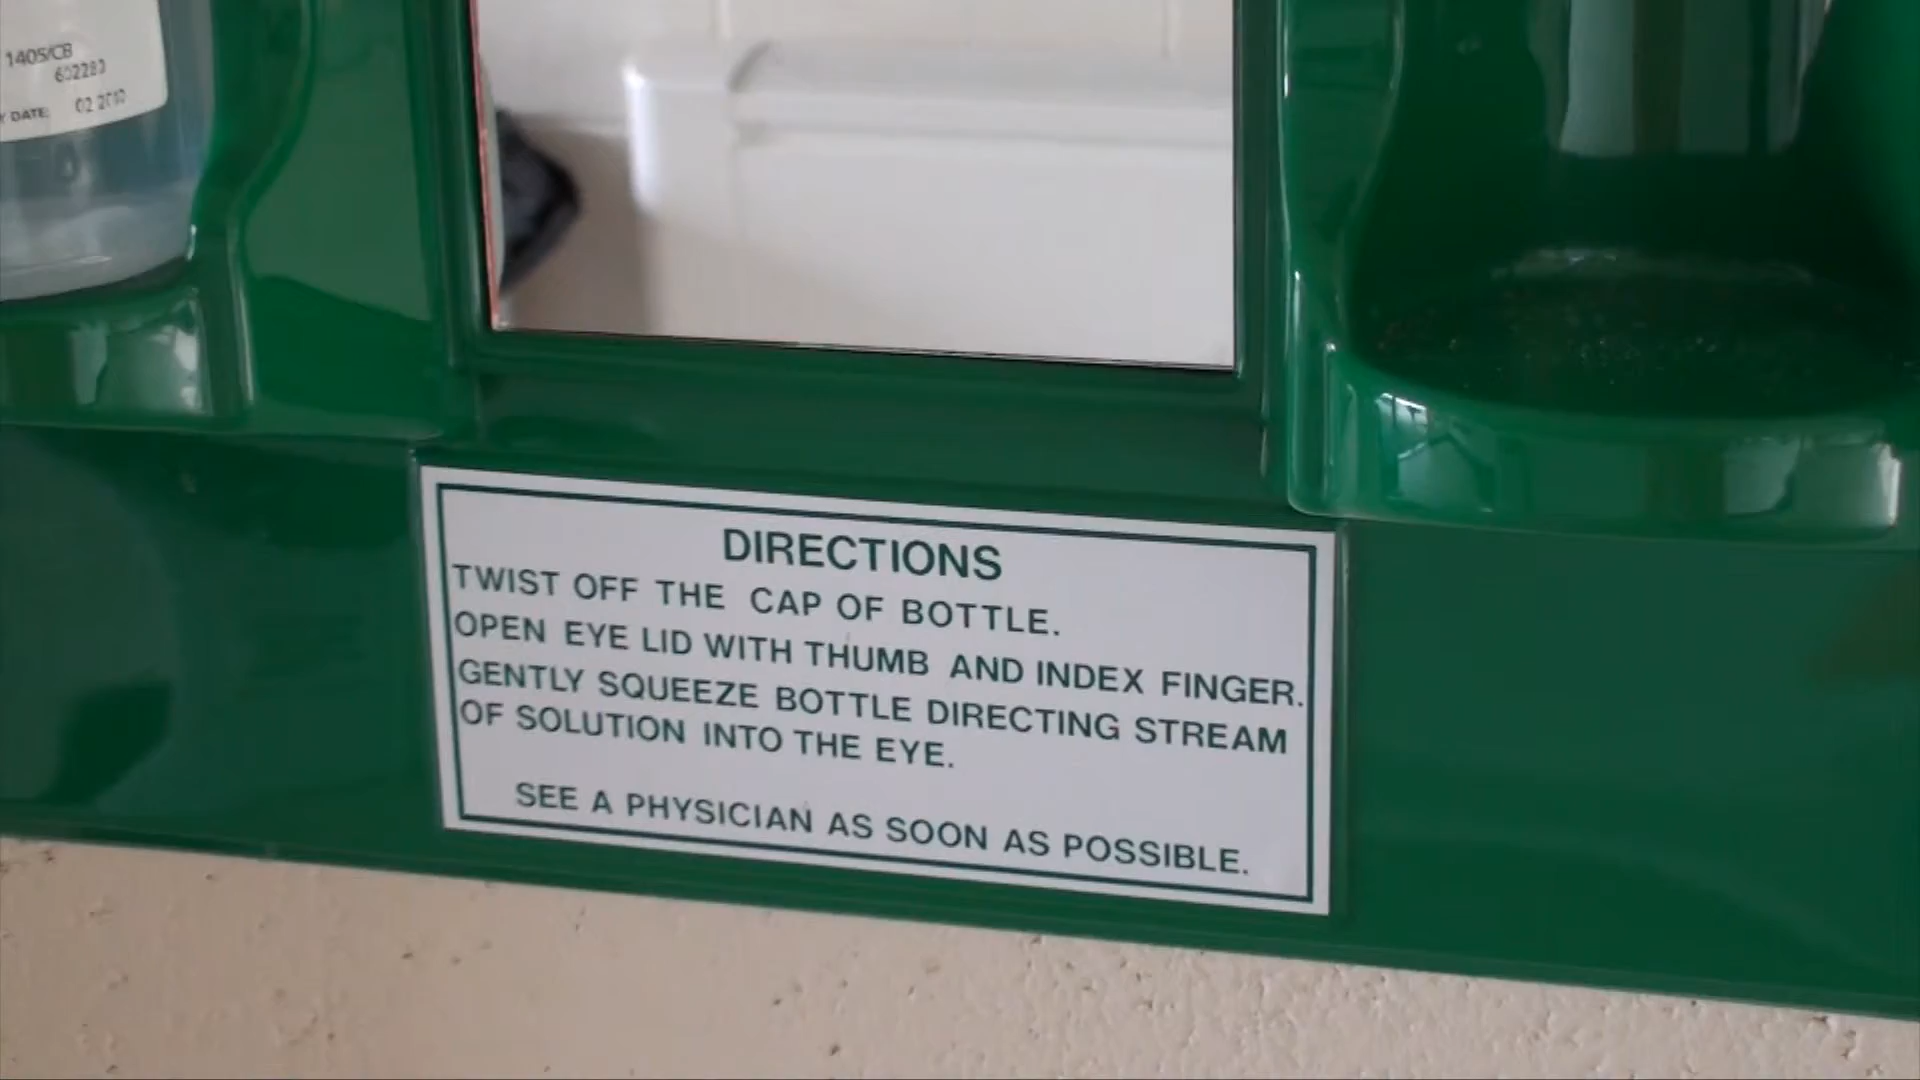 1405/CB
DATE:
DIRECTIONS
TWIST OFF THE CAP OF BOTTLE.
OPEN EYE LID WITH THUMB AND INDEX FINGER.
GENTLY SQUEEZE BOTTLE DIRECTING STREAM
OF SOLUTION INTO THE EYE.
SEE A PHYSICIAN AS SOON AS POSSIBLE.